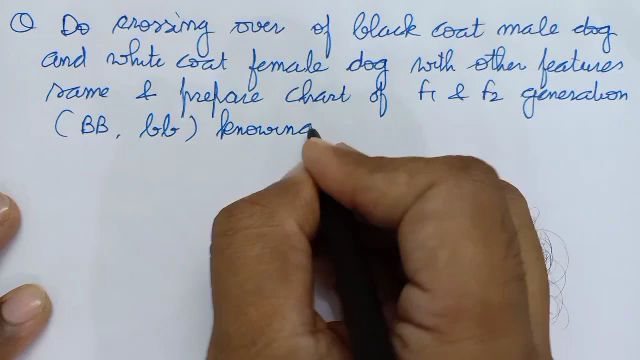 Q Do crossing over of black coat male dog
and white coat female dog with other features
same & prepare chart of f1 & f2 generation
(BB, bb) knowing